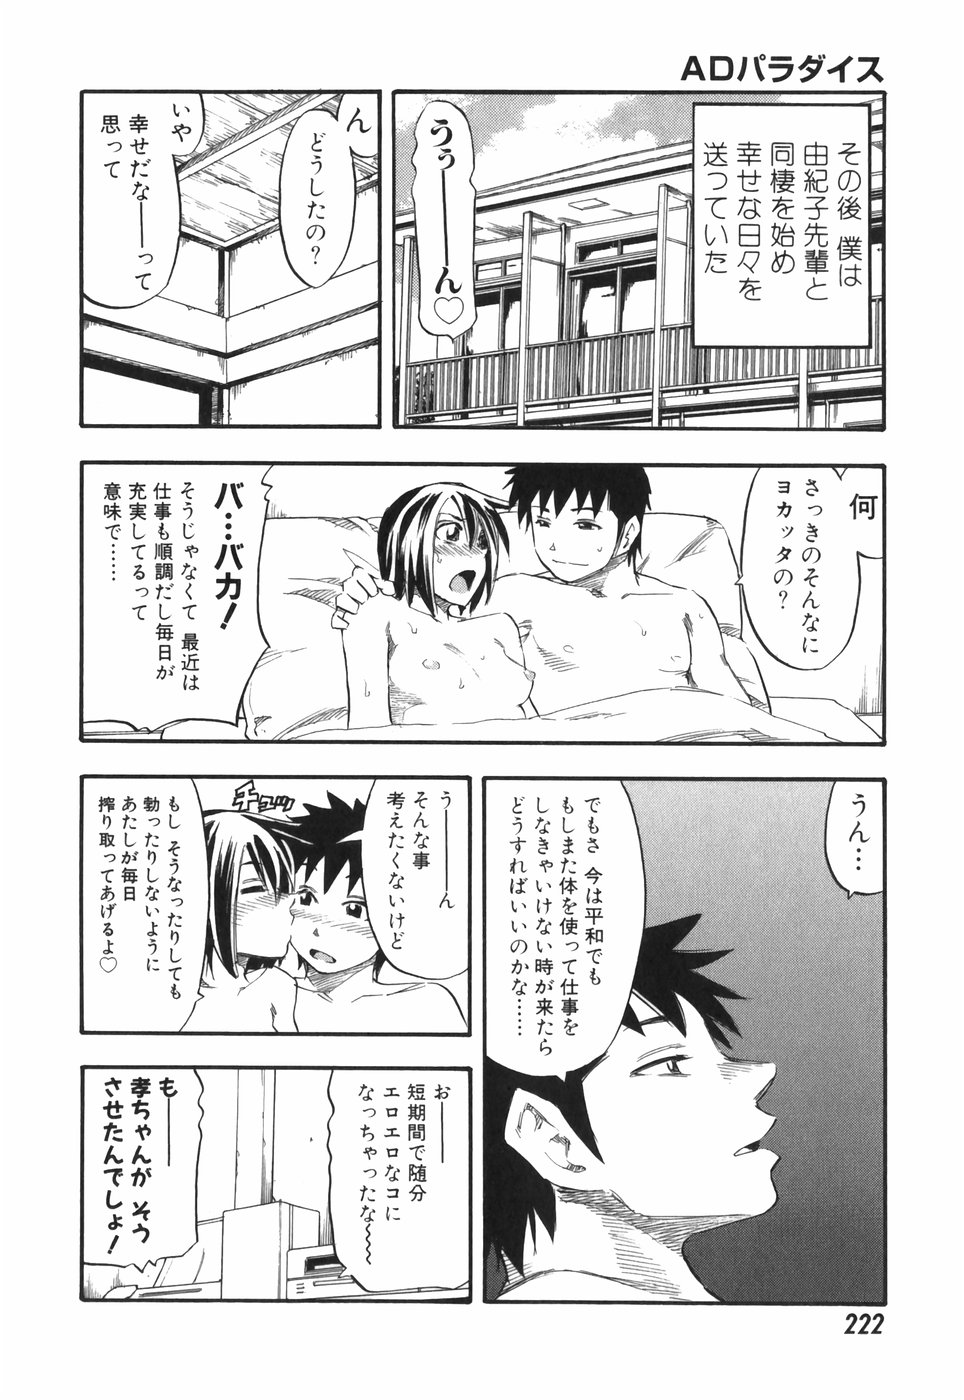 ADパラダイス
その後 僕は
由紀子先輩と
同棲を始め
幸せな日々を
送っていた
うぅ――――ん♡
ん
どうしたの?
いや
幸せだな――って
思って
何
さっきのそんなに
ヨカッタの?
バ…バカ!
そうじゃなくて 最近は
仕事も順調だし毎日が
充実してるって
意味で……
うん…
でもさ 今は平和でも
もしまた体を使って仕事を
しなきゃいけない時が来たら
どうすればいいのかな……
う―――ん
そんな事
考えたくないけど
チュッ
もし そうなったりしても
勃ったりしないように
あたしが毎日
搾り取ってあげるよ♡
お―――
短期間で随分
エロエロなコに
なっちゃったな～～～
も―――
孝ちゃんが そう
させたんでしょ!
222